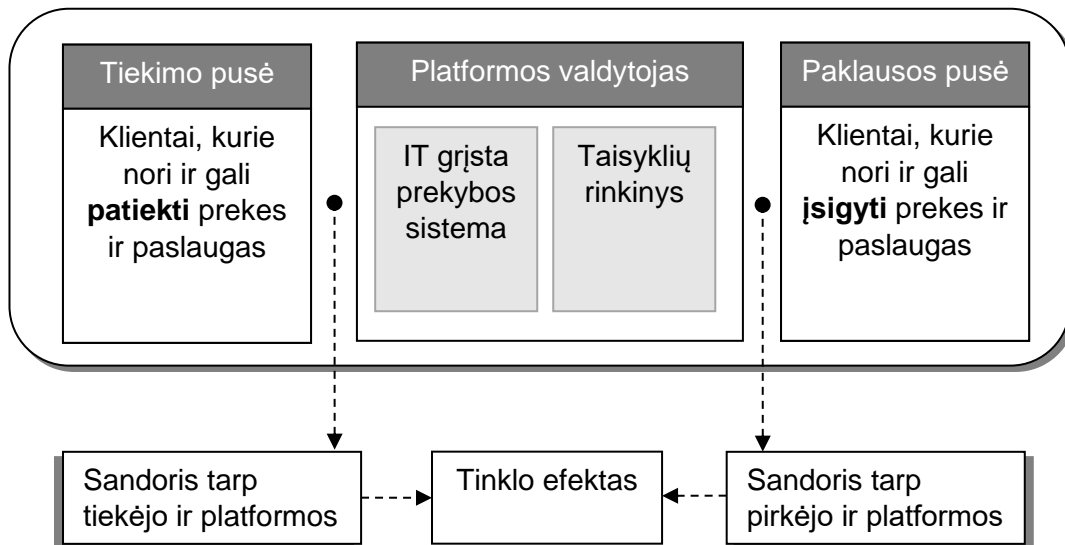 Tiekimo pusė
Klientai, kurie
nori ir gali
patiekti prekes
ir paslaugas
Platformos valdytojas
IT grįsta
prekybos
sistema
Taisyklių
rinkinys
Paklausos pusė
Klientai, kurie
nori ir gali
įsigyti prekes ir
paslaugas
Sandoris tarp
tiekėjo ir platformos
Tinklo efektas
Sandoris tarp
pirkėjo ir platformos